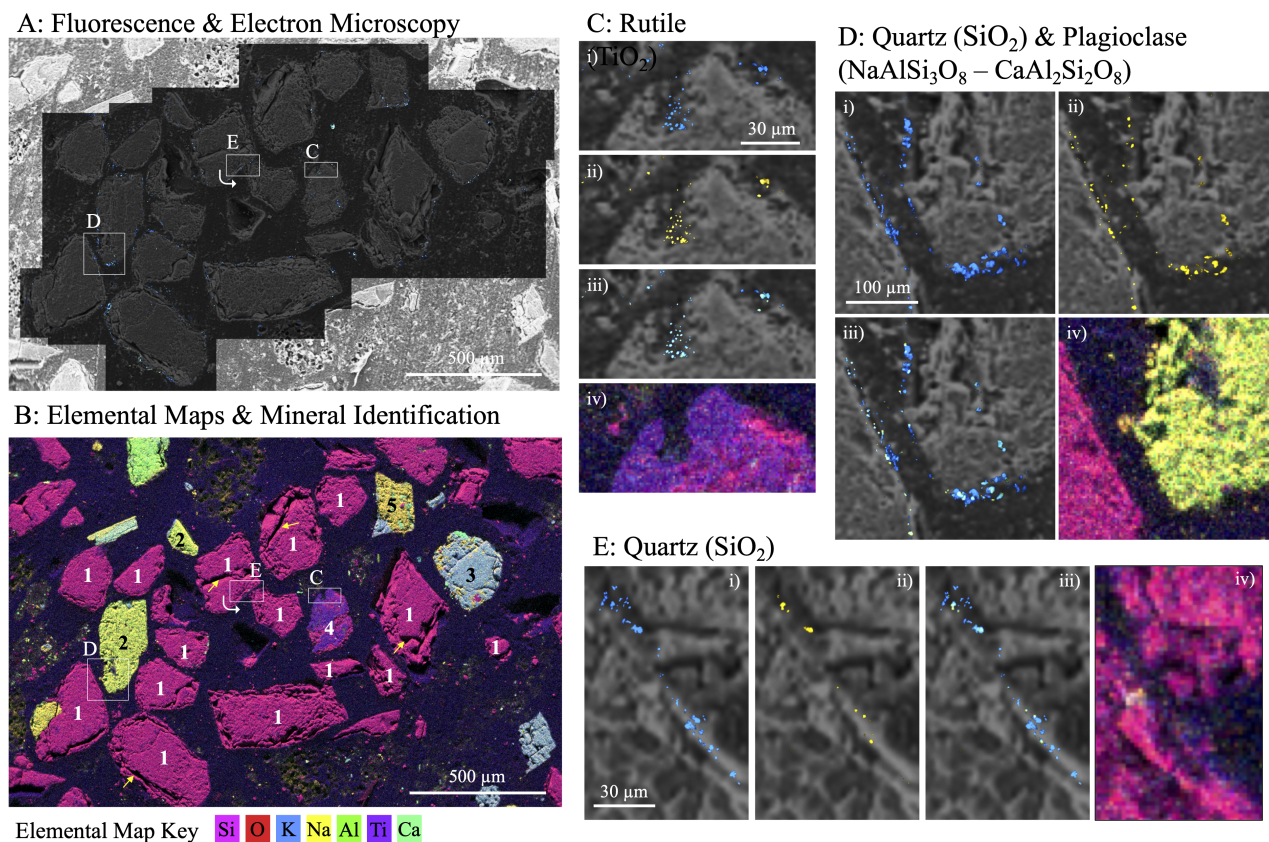 A: Fluorescence & Electron Microscopy
E
C
D
500 µm
B: Elemental Maps & Mineral Identification
1
5
2
1
3
1
1
1
E
C
1
1
4
2
D
1
1
1
1
1
1
1
1
500 µm
Elemental Map Key Si O K Na Al Ti Ca
C: Rutile
(TiO₂)
i)
30 µm
ii)
iii)
iv)
D: Quartz (SiO₂) & Plagioclase
(NaAlSi₃O₈ – CaAl₂Si₂O₈)
i)
ii)
100 µm
iii)
iv)
E: Quartz (SiO₂)
i)
ii)
iii)
iv)
30 µm